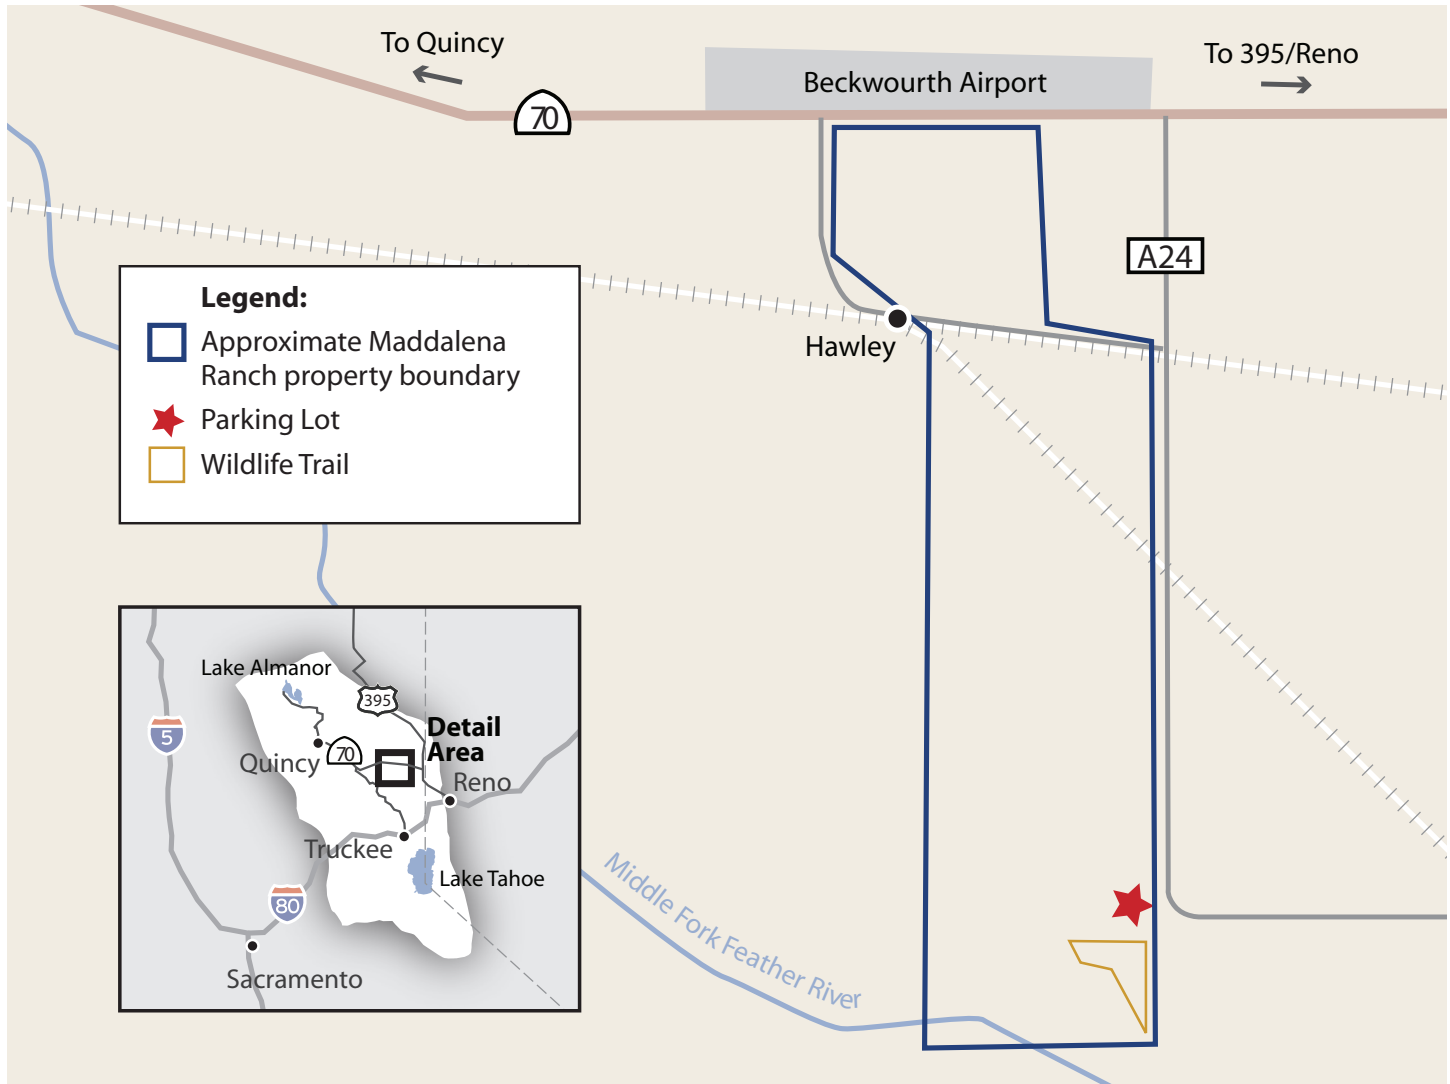 To Quincy
70
Beckwourth Airport
To 395/Reno
A24
Hawley
Legend:
Approximate Maddalena
Ranch property boundary
Parking Lot
Wildlife Trail
Lake Almanor
395
5
Detail
Area
70
Quincy
Reno
Truckee
Lake Tahoe
80
Sacramento
Middle Fork Feather River